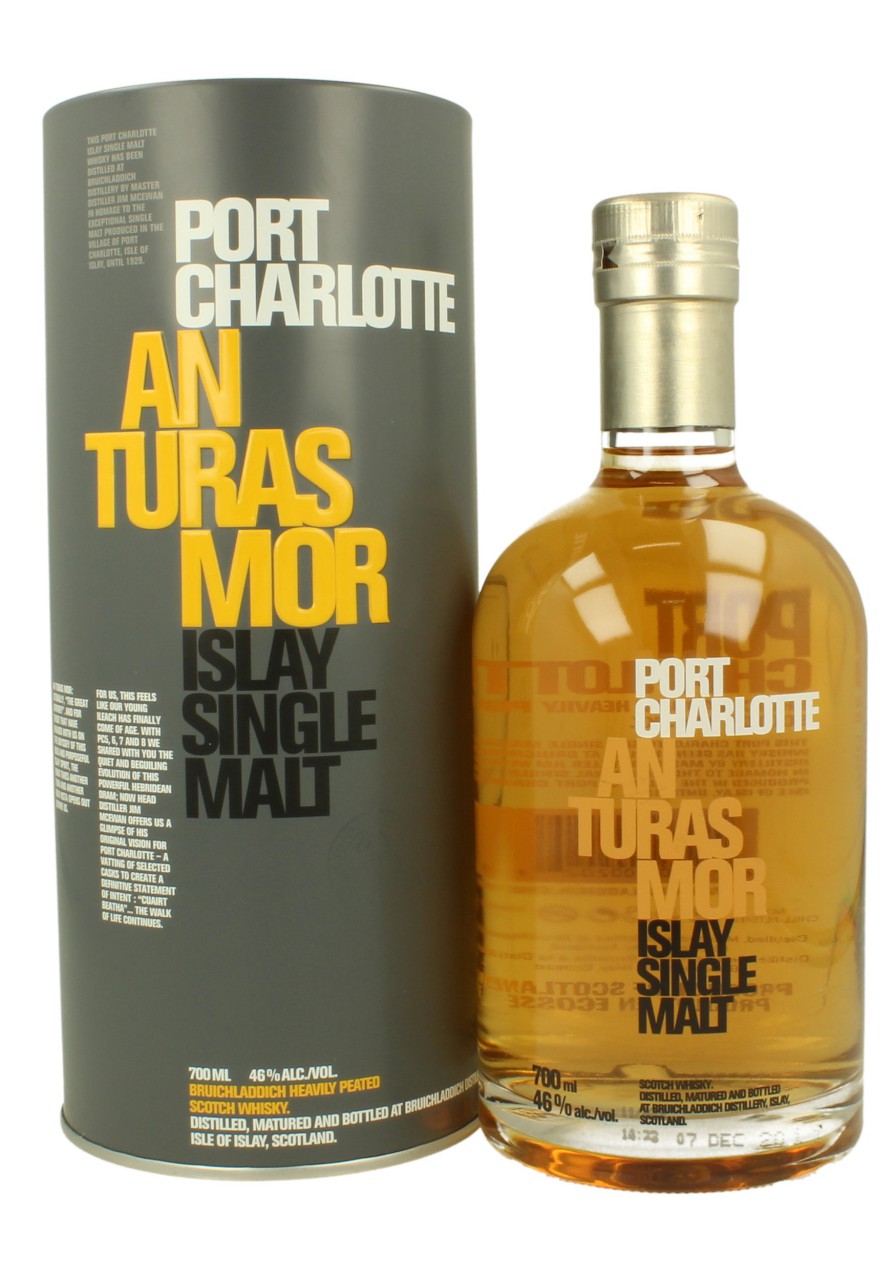 THIS PORT CHARLOTTE
ISLAY SINGLE MALT
WHISKY HAS BEEN
DISTILLED AT
BRUICHLADDICH
DISTILLERY BY MASTER
DISTILLER JIM MCEWAN
IN HOMAGE TO THE
EXCEPTIONAL SINGLE
MALT PRODUCED IN THE
VILLAGE OF PORT
CHARLOTTE, ISLE OF
ISLAY, UNTIL 1929.
PORT
CHARLOTTE
AN
TURAS
MOR
ISLAY
SINGLE
MALT
FOR US, THIS FEELS
LIKE OUR YOUNG
ILEACH HAS FINALLY
COME OF AGE. WITH
PC5, 6, 7 AND 8 WE
SHARED WITH YOU THE
QUIET AND BEGUILING
EVOLUTION OF THIS
POWERFUL HEBRIDEAN
DRAM; NOW HEAD
DISTILLER JIM
MCEWAN OFFERS US A
GLIMPSE OF HIS
ORIGINAL VISION FOR
PORT CHARLOTTE – A
VATTING OF SELECTED
CASKS TO CREATE A
DEFINITIVE STATEMENT
OF INTENT : "CUAIRT
BEATHA"... THE WALK
OF LIFE CONTINUES.
700 ML 46% ALC./VOL.
BRUICHLADDICH HEAVILY PEATED
SCOTCH WHISKY.
DISTILLED, MATURED AND BOTTLED AT BRUICHLADDICH
ISLE OF ISLAY, SCOTLAND.
PORT
CHARLOTTE
AN
TURAS
MOR
ISLAY
SINGLE
MALT
700 ml
46% alc./vol.
SCOTCH WHISKY.
DISTILLED, MATURED AND BOTTLED
AT BRUICHLADDICH DISTILLERY, ISLAY,
SCOTLAND.
14:23 07 DEC